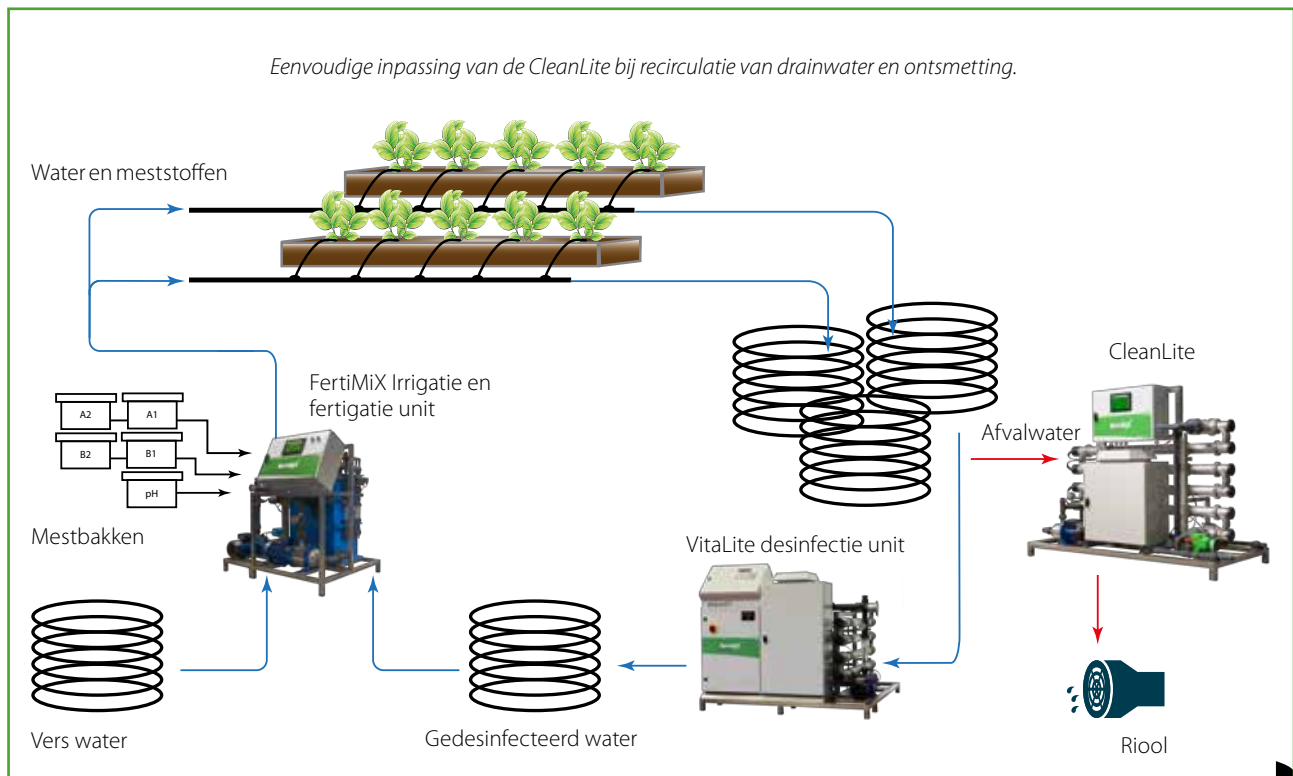 Eenvoudige inpassing van de CleanLite bij recirculatie van drainwater en ontsmetting.
Water en meststoffen
FertiMiX Irrigatie en
fertigatie unit
CleanLite
A2
A1
B2
B1
pH
Afvalwater
Mestbakken
VitaLite desinfectie unit
Vers water
Gedesinfecteerd water
Riool